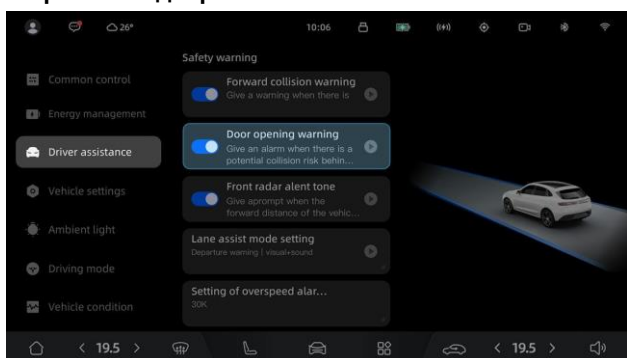 26°
10:06
Safety warning
Common control
Energy management
Driver assistance
Vehicle settings
Ambient light
Driving mode
Vehicle condition
Forward collision warning
Give a warning when there is
Door opening warning
Give an alarm when there is a
potential collision risk behin...
Front radar alent tone
Give aprompt when the
forward distance of the vehic...
Lane assist mode setting
Departure warning | visual+sound
Setting of overspeed alar...
30K
< 19.5 >
< 19.5 >